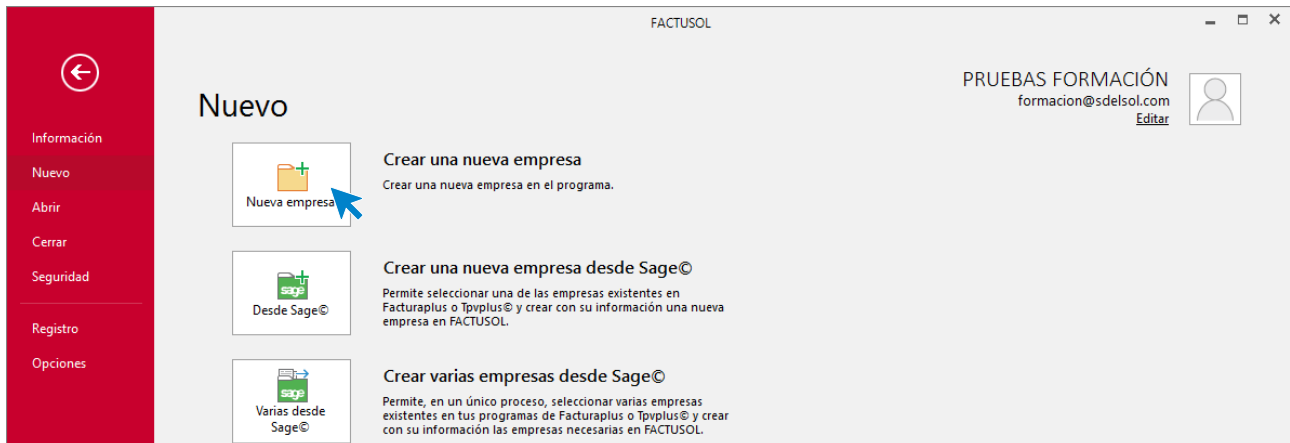 FACTUSOL
PRUEBAS FORMACIÓN
formacion@sdelsol.com
Editar
Información
Nuevo
Abrir
Cerrar
Seguridad
Registro
Opciones
Nuevo
Nueva empresa
Crear una nueva empresa
Crear una nueva empresa en el programa.
sage
Desde Sage©
Crear una nueva empresa desde Sage©
Permite seleccionar una de las empresas existentes en
Facturaplus o Tpvplus© y crear con su información una nueva
empresa en FACTUSOL.
sage
Varias desde
Sage©
Crear varias empresas desde Sage©
Permite, en un único proceso, seleccionar varias empresas
existentes en tus programas de Facturaplus o Tpvplus© y crear
con su información las empresas necesarias en FACTUSOL.